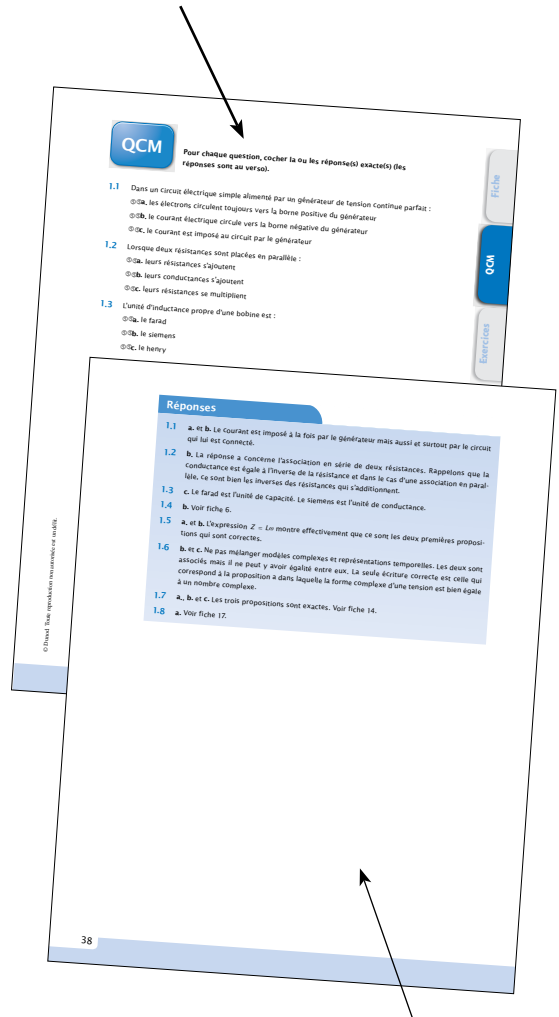 QCM
Pour chaque question, cocher la ou les réponse(s) exacte(s) (les
réponses sont au verso).
1.1 Dans un circuit électrique simple alimenté par un générateur de tension continue parfait :
a. les électrons circulent toujours vers la borne positive du générateur
b. le courant électrique circule vers la borne négative du générateur
c. le courant est imposé au circuit par le générateur
1.2 Lorsque deux résistances sont placées en parallèle :
a. leurs résistances s'ajoutent
b. leurs conductances s'ajoutent
c. leurs résistances se multiplient
1.3 L'unité d'inductance propre d'une bobine est :
a. le farad
b. le siemens
c. le henry
Fiche
QCM
Exercices
© Dunod. Toute reproduction non autorisée est un délit.
Réponses
1.1 a. et b. Le courant est imposé à la fois par le générateur mais aussi et surtout par le circuit
qui lui est connecté.
1.2 b. La réponse a concerne l'association en série de deux résistances. Rappelons que la
conductance est égale à l'inverse de la résistance et dans le cas d'une association en paral-
lèle, ce sont bien les inverses des résistances qui s'additionnent.
1.3 c. Le farad est l'unité de capacité. Le siemens est l'unité de conductance.
1.4 b. Voir fiche 6.
1.5 a. et b. L'expression Z = Lω montre effectivement que ce sont les deux premières proposi-
tions qui sont correctes.
1.6 b. et c. Ne pas mélanger modèles complexes et représentations temporelles. Les deux sont
associés mais il ne peut y avoir égalité entre eux. La seule écriture correcte est celle qui
correspond à la proposition a dans laquelle la forme complexe d'une tension est bien égale
à un nombre complexe.
1.7 a., b. et c. Les trois propositions sont exactes. Voir fiche 14.
1.8 a. Voir fiche 17.
38